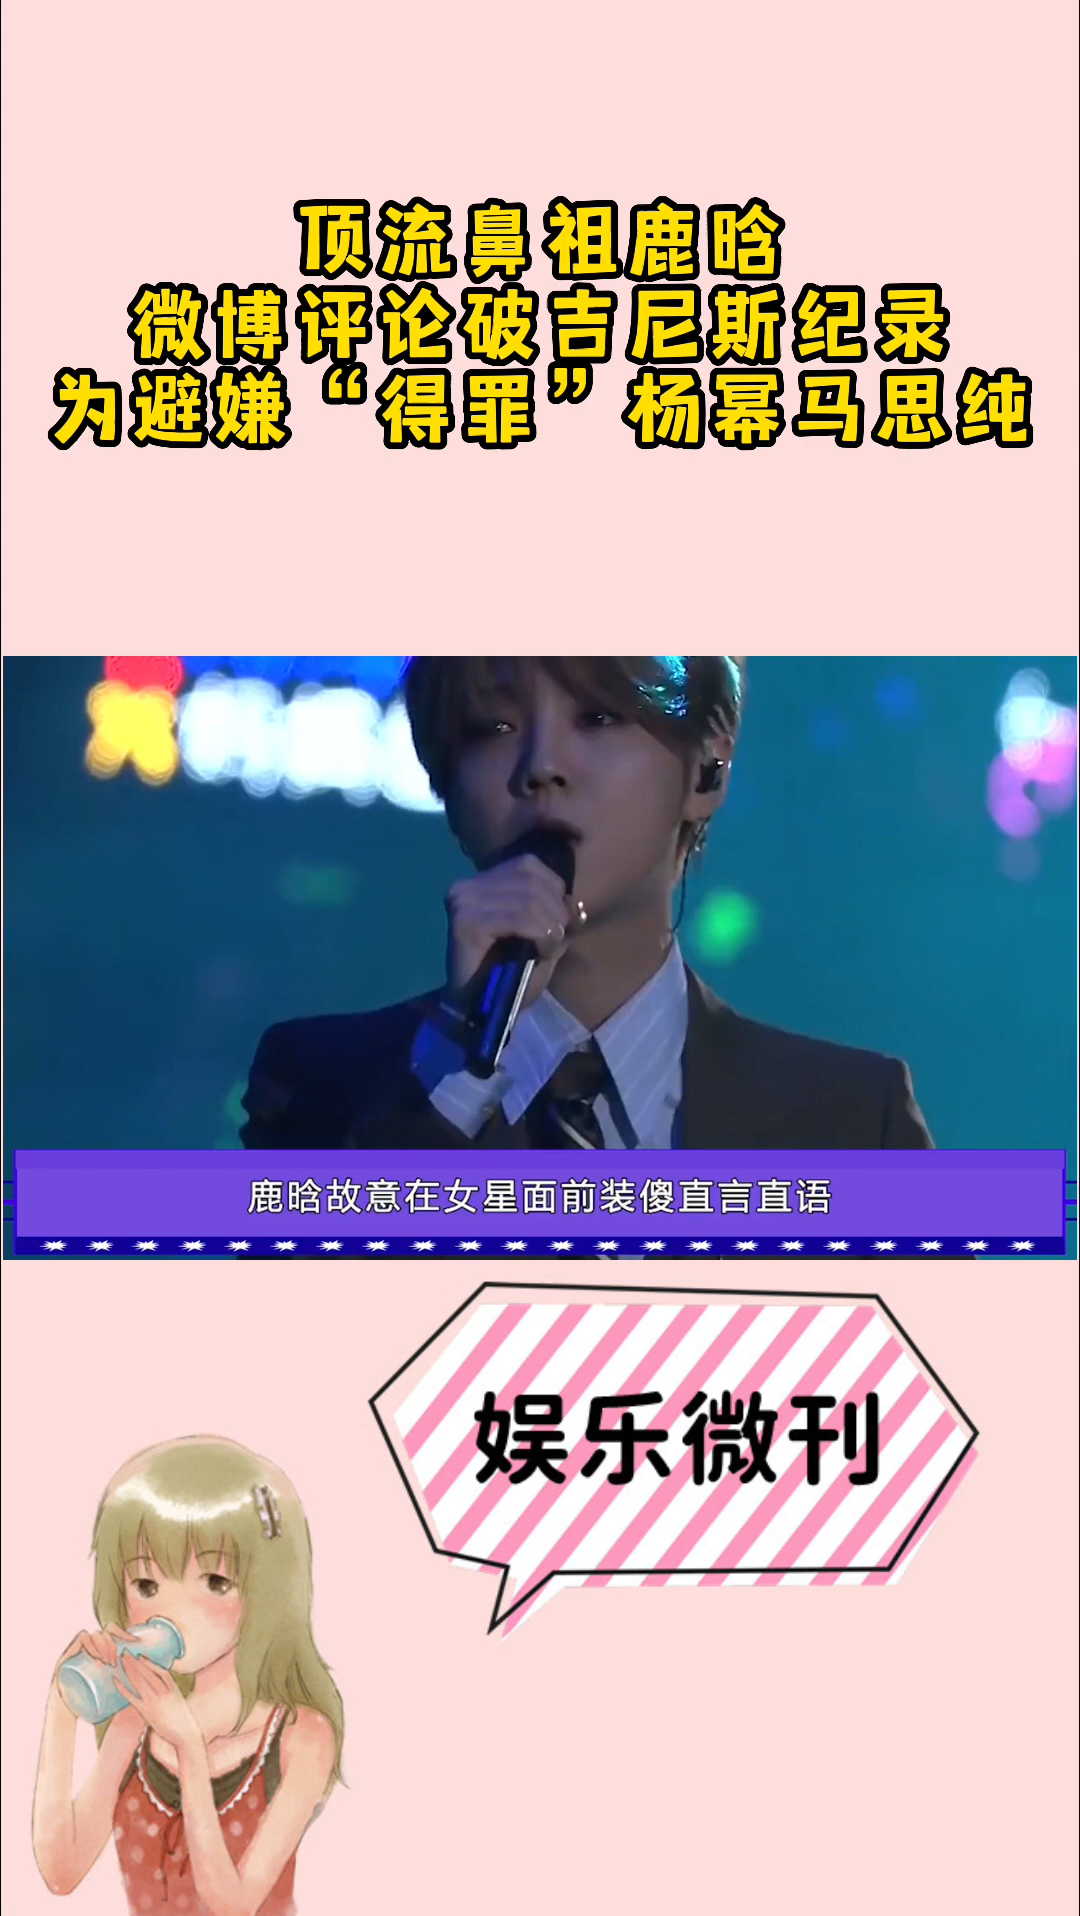 顶流鼻祖鹿晗
微博评论破吉尼斯纪录
为避嫌“得罪”杨幂马思纯
鹿晗故意在女星面前装傻直言直语
娱乐微刊